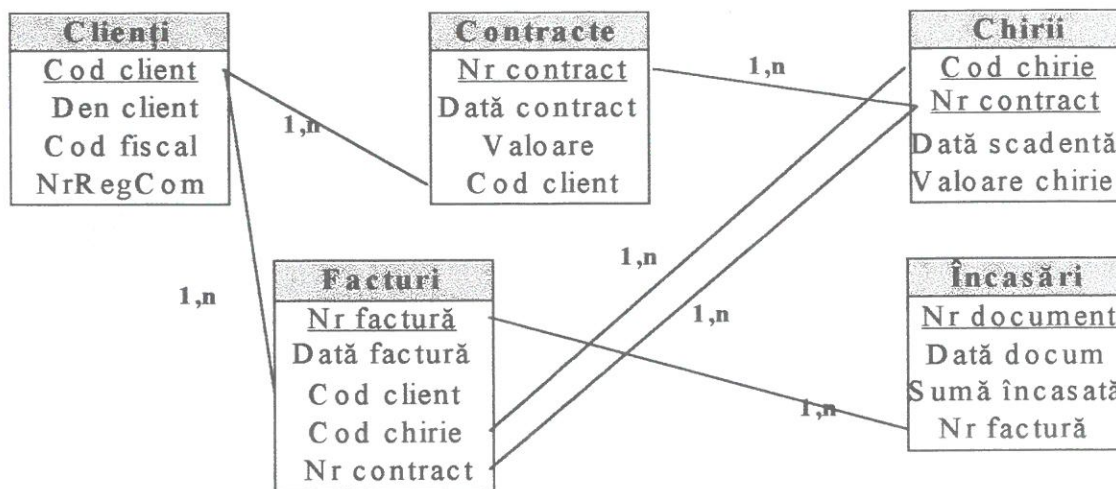 Clienți
Cod client
Den client
Cod fiscal
NrRegCom
Contracte
Nr contract
Dată contract
Valoare
Cod client
Chirii
Cod chirie
Nr contract
Dată scadentă
Valoare chirie
1,n
1,n
1,n
1,n
1,n
1,n
Facturi
Nr factură
Dată factură
Cod client
Cod chirie
Nr contract
Încasări
Nr document
Dată docum
Sumă încasată
Nr factură